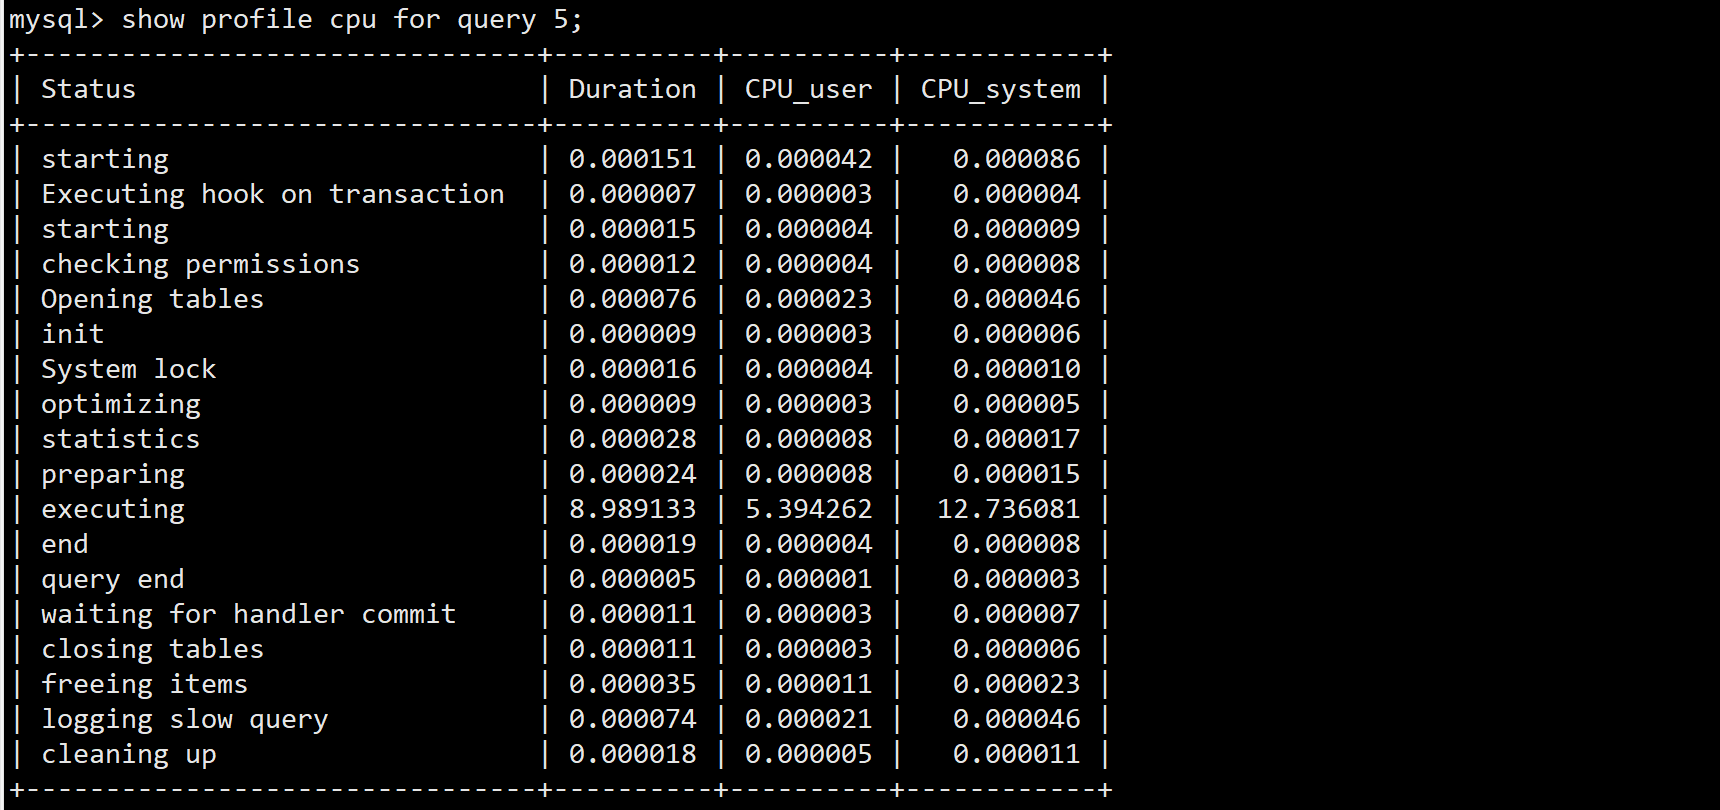 mysql> show profile cpu for query 5;
+--------------------------------+----------+----------+------------+
| Status                         | Duration | CPU_user | CPU_system |
+--------------------------------+----------+----------+------------+
| starting                       | 0.000151 | 0.000042 |   0.000086 |
| Executing hook on transaction  | 0.000007 | 0.000003 |   0.000004 |
| starting                       | 0.000015 | 0.000004 |   0.000009 |
| checking permissions           | 0.000012 | 0.000004 |   0.000008 |
| Opening tables                 | 0.000076 | 0.000023 |   0.000046 |
| init                           | 0.000009 | 0.000003 |   0.000006 |
| System lock                    | 0.000016 | 0.000004 |   0.000010 |
| optimizing                     | 0.000009 | 0.000003 |   0.000005 |
| statistics                     | 0.000028 | 0.000008 |   0.000017 |
| preparing                      | 0.000024 | 0.000008 |   0.000015 |
| executing                      | 8.989133 | 5.394262 |  12.736081 |
| end                            | 0.000019 | 0.000004 |   0.000008 |
| query end                      | 0.000005 | 0.000001 |   0.000003 |
| waiting for handler commit     | 0.000011 | 0.000003 |   0.000007 |
| closing tables                 | 0.000011 | 0.000003 |   0.000006 |
| freeing items                  | 0.000035 | 0.000011 |   0.000023 |
| logging slow query             | 0.000074 | 0.000021 |   0.000046 |
| cleaning up                    | 0.000018 | 0.000005 |   0.000011 |
+--------------------------------+----------+----------+------------+